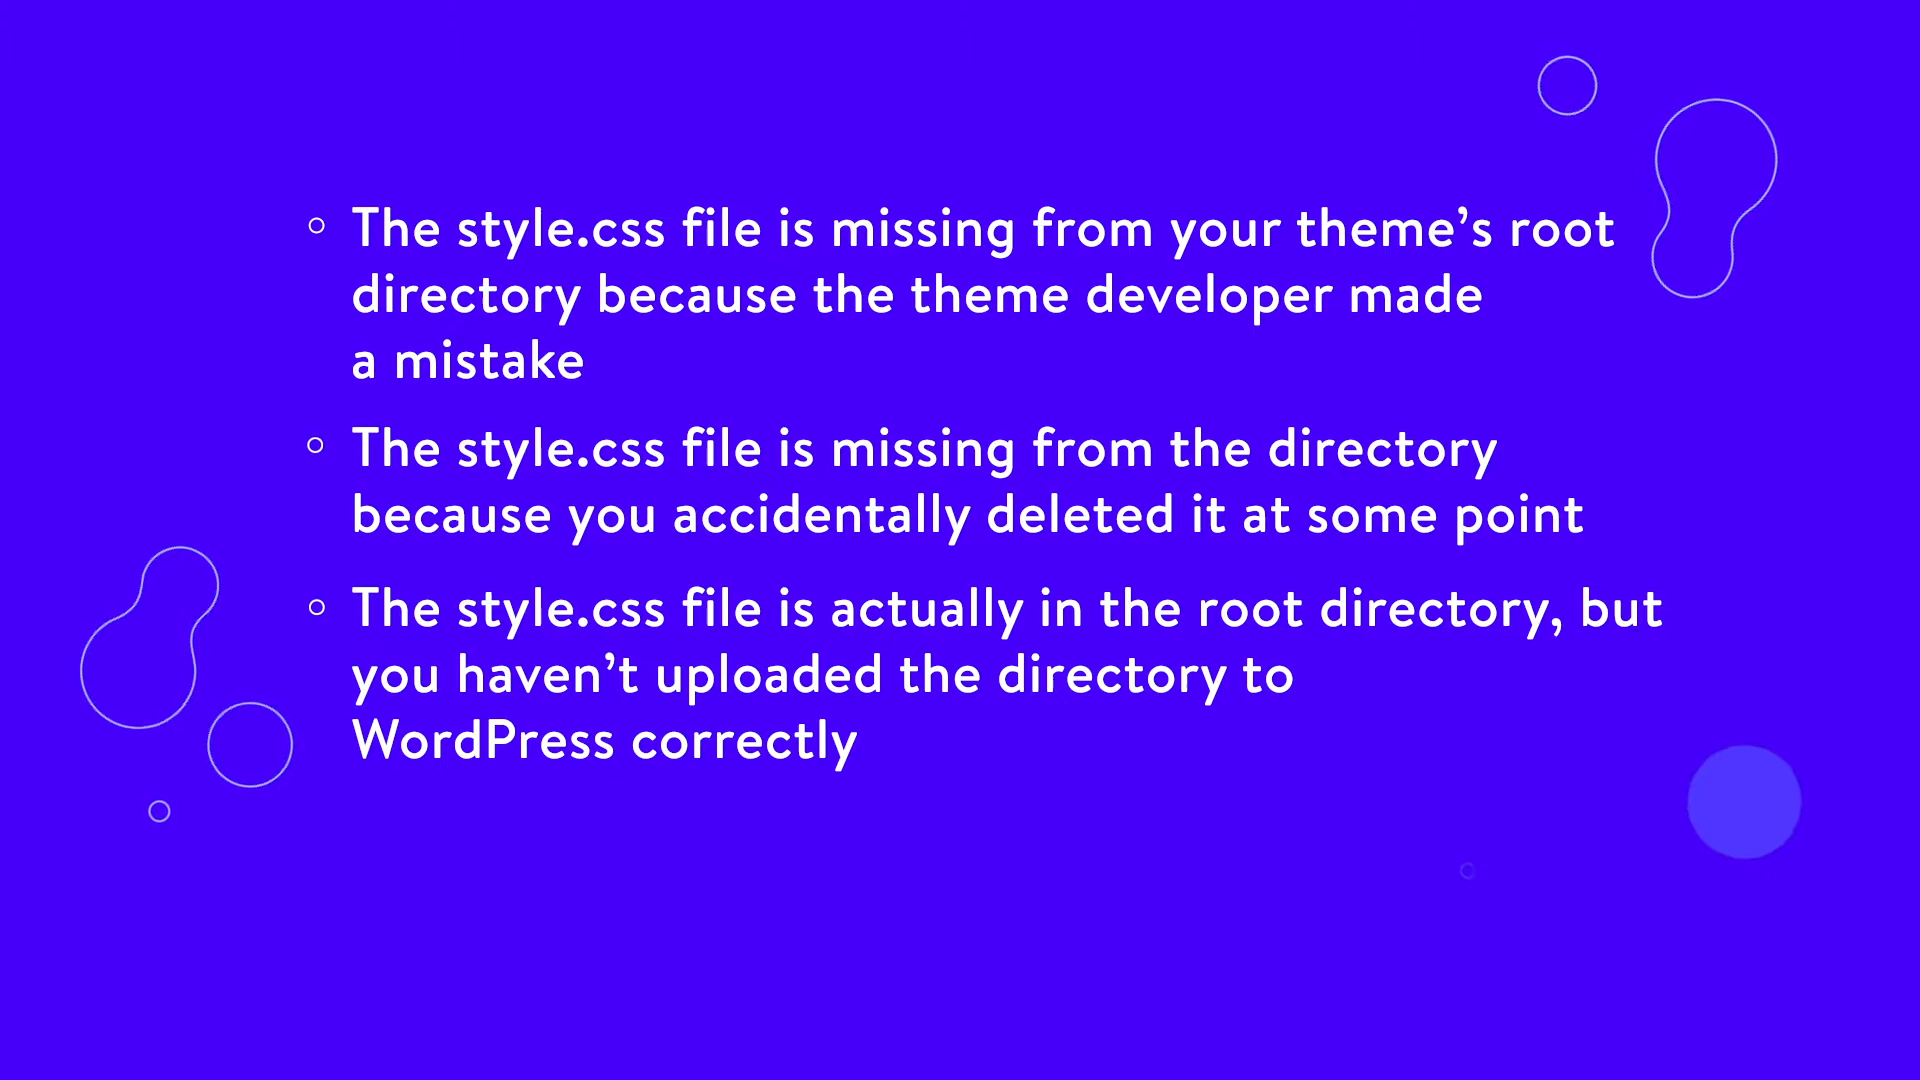 The style.css file is missing from your theme’s root
directory because the theme developer made
a mistake
The style.css file is missing from the directory
because you accidentally deleted it at some point
The style.css file is actually in the root directory, but
you haven’t uploaded the directory to
WordPress correctly